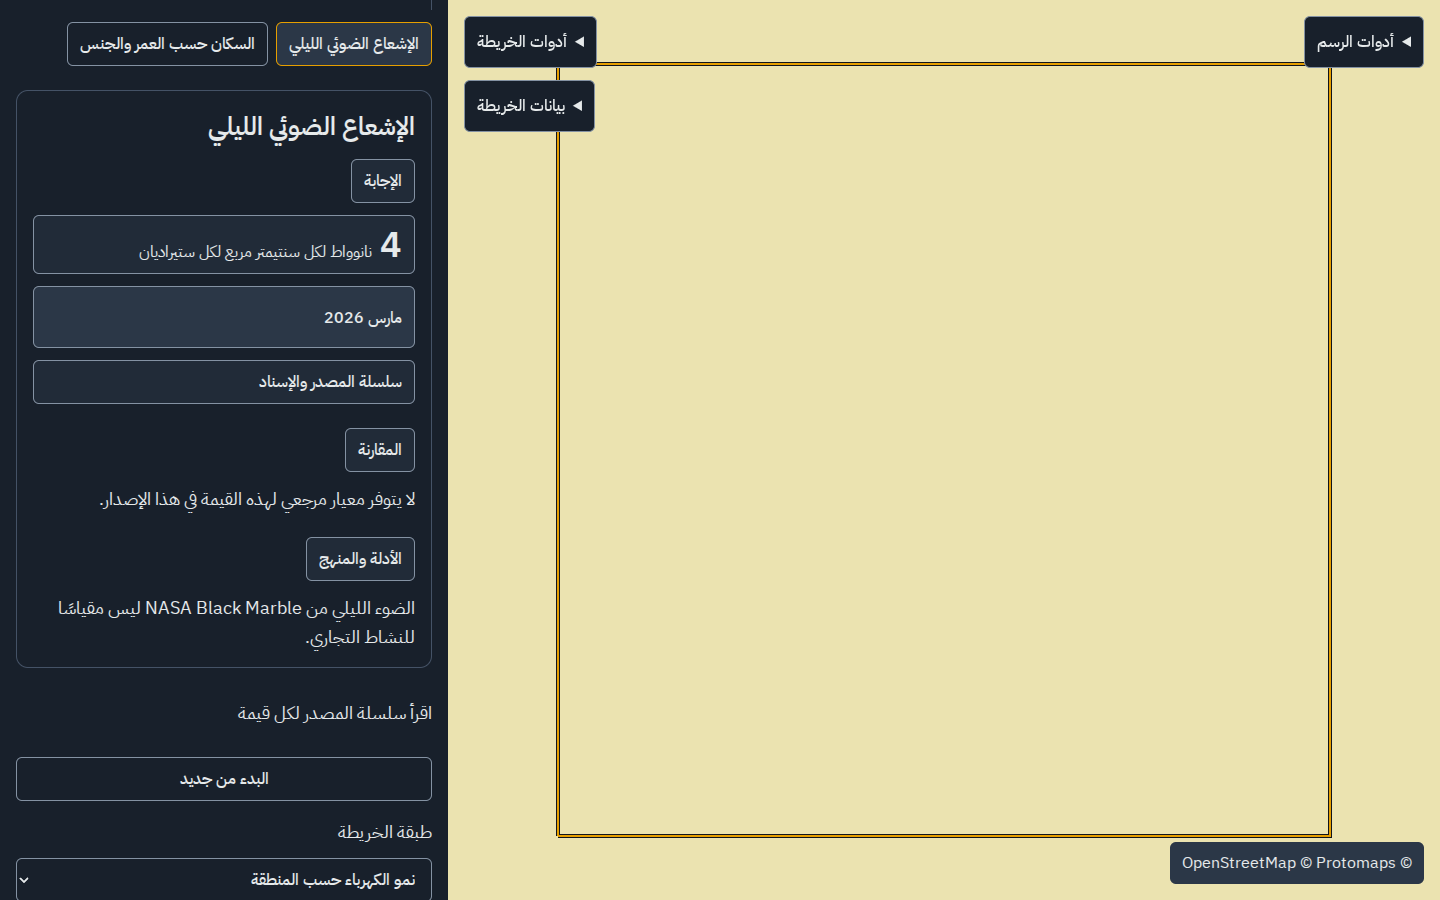 الإشعاع الضوئي الليلي
السكان حسب العمر والجنس
الإشعاع الضوئي الليلي
الإجابة
4 نانوواط لكل سنتيمتر مربع لكل ستيراديان
مارس 2026
سلسلة المصدر والإسناد
المقارنة
لا يتوفر معيار مرجعي لهذه القيمة في هذا الإصدار.
الأدلة والمنهج
الضوء الليلي من NASA Black Marble ليس مقياسًا
للنشاط التجاري.
اقرأ سلسلة المصدر لكل قيمة
البدء من جديد
طبقة الخريطة
نمو الكهرباء حسب المنطقة
أدوات الرسم
أدوات الخريطة
بيانات الخريطة
OpenStreetMap © Protomaps ©